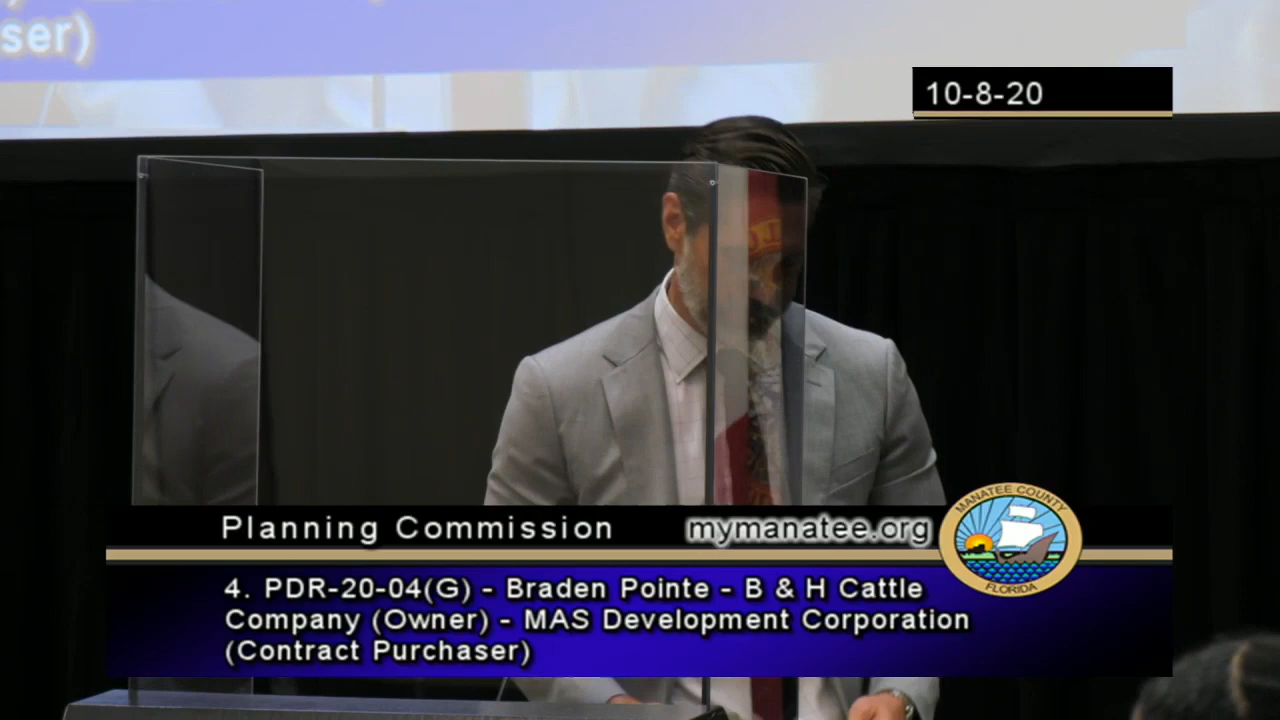 ser)
10-8-20
Planning Commission mymanatee.org
MANATEE COUNTY
FLORIDA
4. PDR-20-04(G) - Braden Pointe - B & H Cattle
Company (Owner) - MAS Development Corporation
(Contract Purchaser)